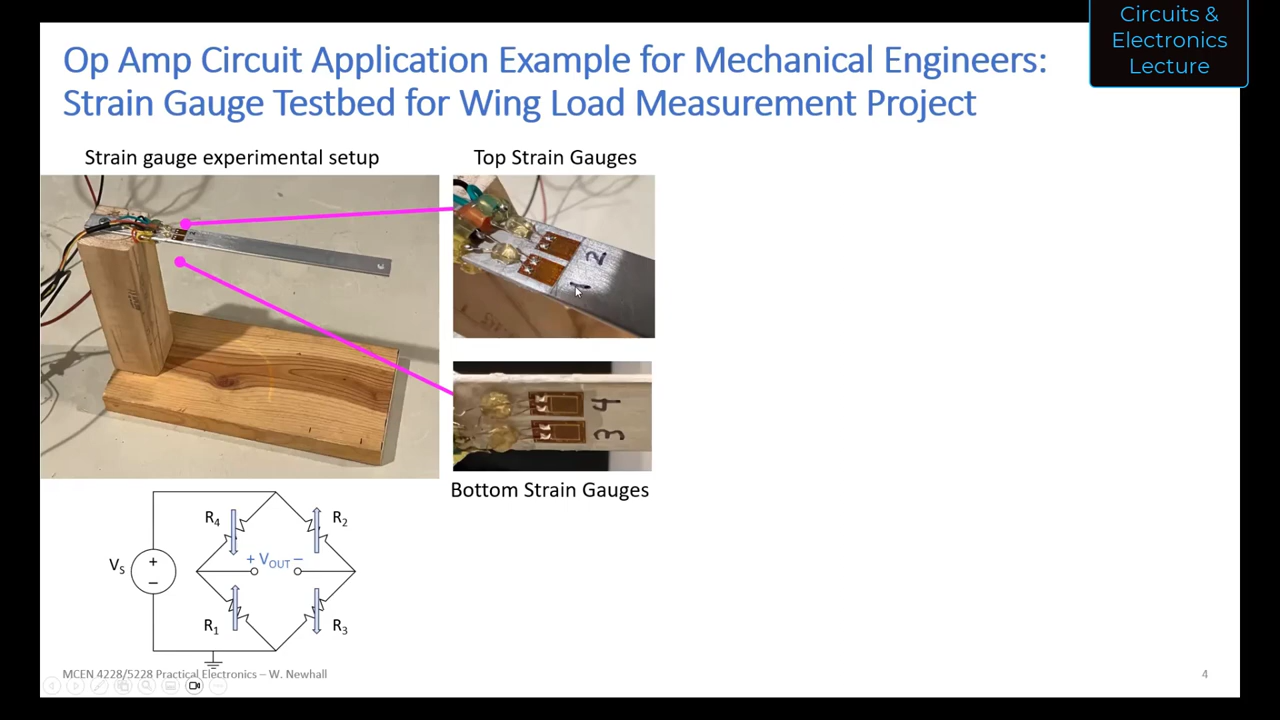 Circuits &
Electronics
Lecture
Op Amp Circuit Application Example for Mechanical Engineers:
Strain Gauge Testbed for Wing Load Measurement Project
Strain gauge experimental setup
Top Strain Gauges
2
1
4
3
Bottom Strain Gauges
R4
R2
VS
+
−
+ VOUT −
R1
R3
MCEN 4228/5228 Practical Electronics – W. Newhall
4